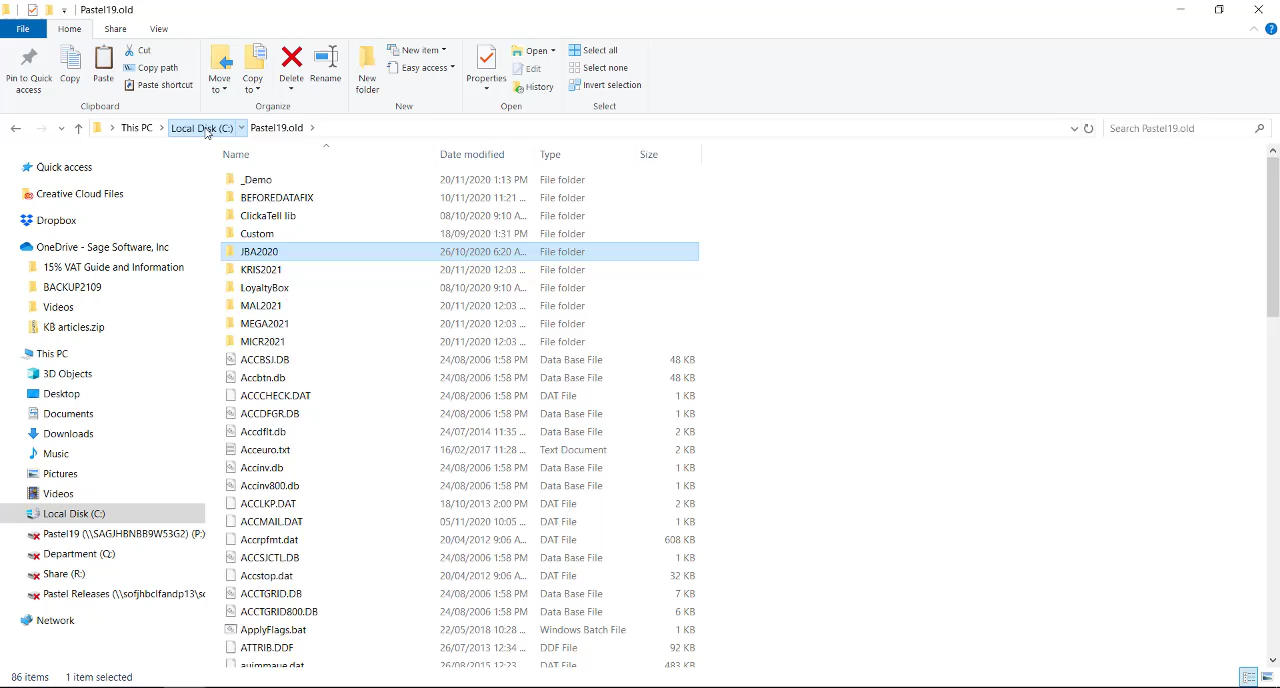 Pastel19.old
File Home Share View
Pin to Quick access
Copy
Paste
Cut
Copy path
Paste shortcut
Clipboard
Move to
Copy to
Delete
Rename
Organize
New folder
New item
Easy access
New
Properties
Open
Edit
History
Open
Select all
Select none
Invert selection
Select
This PC Local Disk (C:) Pastel19.old
Search Pastel19.old
Quick access
Creative Cloud Files
Dropbox
OneDrive - Sage Software, Inc
15% VAT Guide and Information
BACKUP2109
Videos
KB articles.zip
This PC
3D Objects
Desktop
Documents
Downloads
Music
Pictures
Videos
Local Disk (C:)
Pastel19 (\\SAGJHBNBB9W53G2) (P:)
Department (Q:)
Share (R:)
Pastel Releases (\\sofjhbclfandp13\sc
Network
Name Date modified Type Size
_Demo 20/11/2020 1:13 PM File folder
BEFOREDATAFIX 10/11/2020 11:21 ... File folder
ClickaTell lib 08/10/2020 9:10 A... File folder
Custom 18/09/2020 1:31 PM File folder
JBA2020 26/10/2020 6:20 A... File folder
KRIS2021 20/11/2020 12:03 ... File folder
LoyaltyBox 08/10/2020 9:10 A... File folder
MAL2021 20/11/2020 12:03 ... File folder
MEGA2021 20/11/2020 12:03 ... File folder
MICR2021 20/11/2020 12:03 ... File folder
ACCBSJ.DB 24/08/2006 1:58 PM Data Base File 48 KB
Accbtn.db 24/08/2006 1:58 PM Data Base File 48 KB
ACCCHECK.DAT 24/08/2006 1:58 PM DAT File 1 KB
ACCDFGR.DB 24/08/2006 1:58 PM Data Base File 1 KB
Accdflt.db 24/07/2014 11:35 ... Data Base File 2 KB
Acceuro.txt 16/02/2017 11:28 ... Text Document 2 KB
Accinv.db 24/08/2006 1:58 PM Data Base File 1 KB
Accinv800.db 24/08/2006 1:58 PM Data Base File 1 KB
ACCLKP.DAT 18/10/2013 2:00 PM DAT File 2 KB
ACCMAIL.DAT 05/11/2020 10:05 ... DAT File 1 KB
Accrpfmt.dat 20/04/2012 9:06 A... DAT File 608 KB
ACCSJCTL.DB 24/08/2006 1:58 PM Data Base File 1 KB
Accstop.dat 20/04/2012 9:06 A... DAT File 32 KB
ACCTGRID.DB 24/08/2006 1:58 PM Data Base File 7 KB
ACCTGRID800.DB 24/08/2006 1:58 PM Data Base File 6 KB
ApplyFlags.bat 22/05/2018 10:28 ... Windows Batch File 1 KB
ATTRIB.DDF 26/07/2013 12:34 ... DDF File 92 KB
26/08/2015 12:23 DAT File 483 KB
86 items 1 item selected